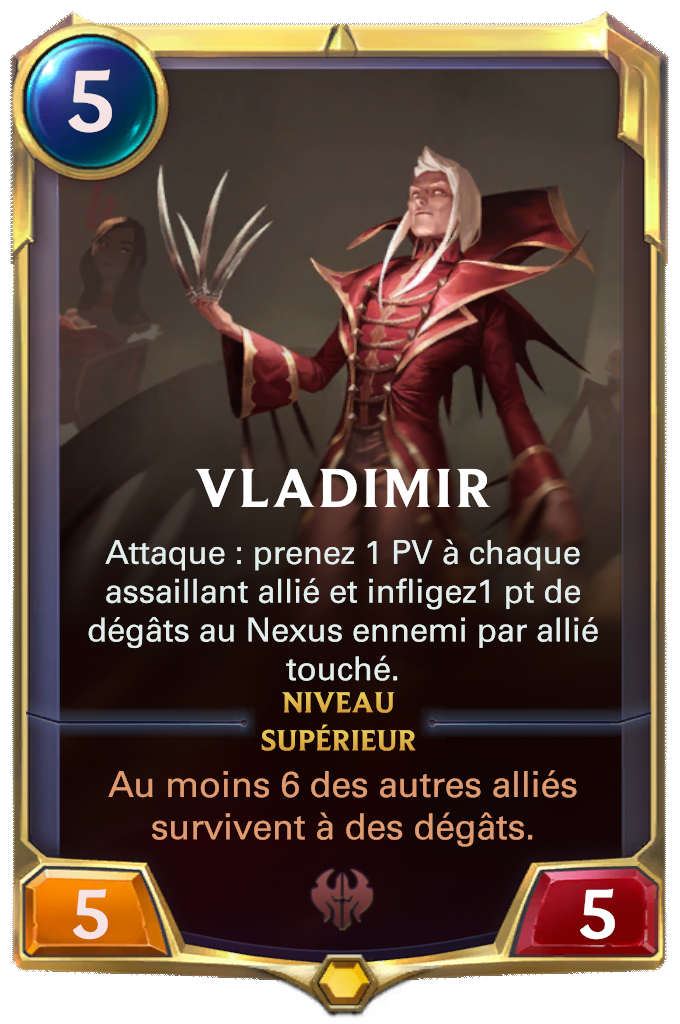 5
VLADIMIR
Attaque : prenez 1 PV à chaque
assaillant allié et infligez1 pt de
dégâts au Nexus ennemi par allié
touché.
NIVEAU
SUPÉRIEUR
Au moins 6 des autres alliés
survivent à des dégâts.
5
5